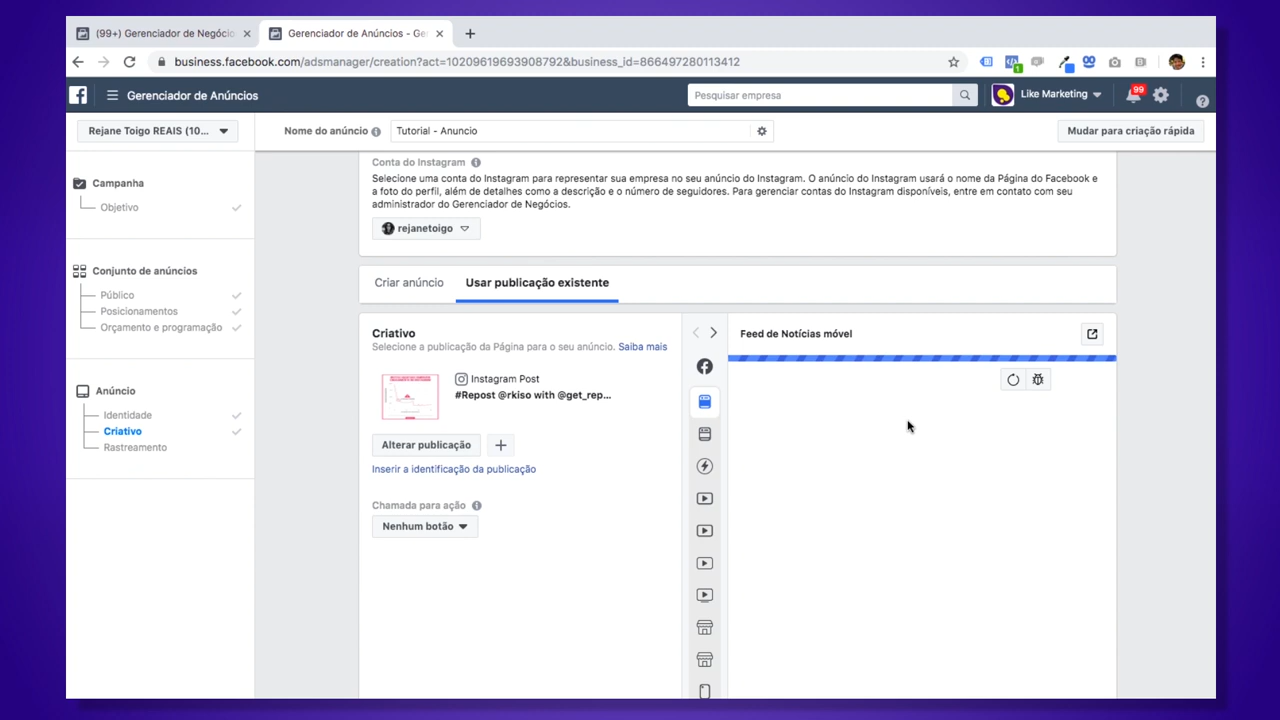 (99+) Gerenciador de Negócio
Gerenciador de Anúncios - Ge
business.facebook.com/adsmanager/creation?act=10209619693908792&business_id=866497280113412
1
Gerenciador de Anúncios
Pesquisar empresa
Like Marketing
99
Rejane Toigo REAIS (10...
Nome do anúncio
Tutorial - Anuncio
Mudar para criação rápida
Campanha
Objetivo
Conjunto de anúncios
Público
Posicionamentos
Orçamento e programação
Anúncio
Identidade
Criativo
Rastreamento
Conta do Instagram
Selecione uma conta do Instagram para representar sua empresa no seu anúncio do Instagram. O anúncio do Instagram usará o nome da Página do Facebook e
a foto do perfil, além de detalhes como a descrição e o número de seguidores. Para gerenciar contas do Instagram disponíveis, entre em contato com seu
administrador do Gerenciador de Negócios.
rejanetoigo
Criar anúncio
Usar publicação existente
Criativo
Selecione a publicação da Página para o seu anúncio. Saiba mais
Instagram Post
#Repost @rkiso with @get_rep...
Alterar publicação
Inserir a identificação da publicação
Chamada para ação
Nenhum botão
Feed de Notícias móvel